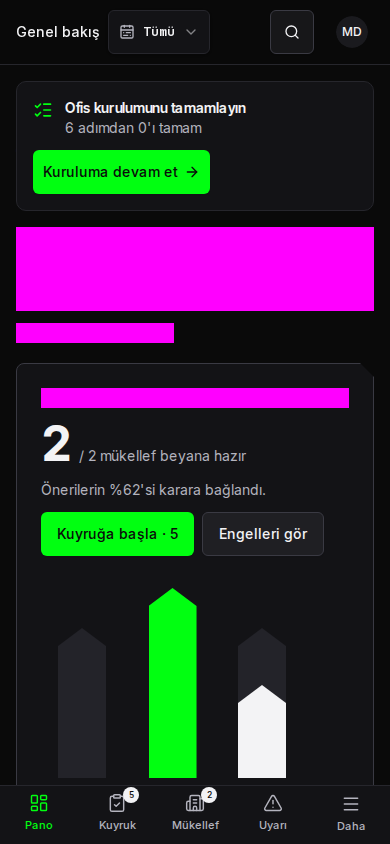 Genel bakış
Tümü
MD
Ofis kurulumunu tamamlayın
6 adımdan 0'ı tamam
Kuruluma devam et →
2 / 2 mükellef beyana hazır
Önerilerin %62'si karara bağlandı.
Kuyruğa başla · 5
Engelleri gör
5
2
Pano
Kuyruk
Mükellef
Uyarı
Daha